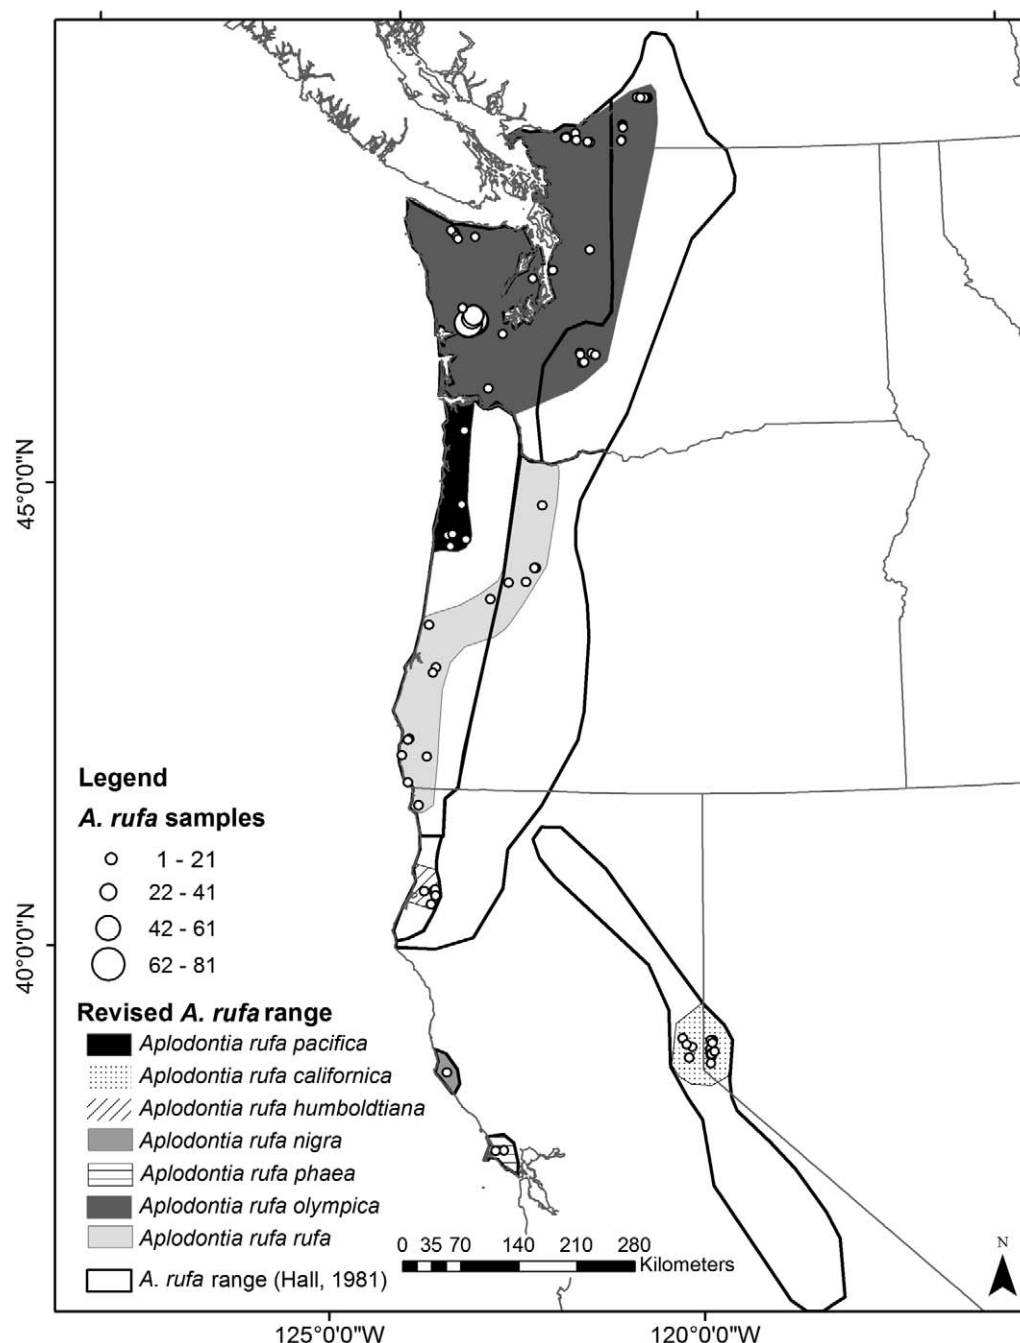 45°0'0"N
Legend
A. rufa samples
1 - 21
22 - 41
42 - 61
62 - 81
40°0'0"N
Revised A. rufa range
Aplodontia rufa pacifica
Aplodontia rufa californica
Aplodontia rufa humboldtiana
Aplodontia rufa nigra
Aplodontia rufa phaea
Aplodontia rufa olympica
Aplodontia rufa rufa
A. rufa range (Hall, 1981)
0 35 70 140 210 280
Kilometers
N
125°0'0"W 120°0'0"W